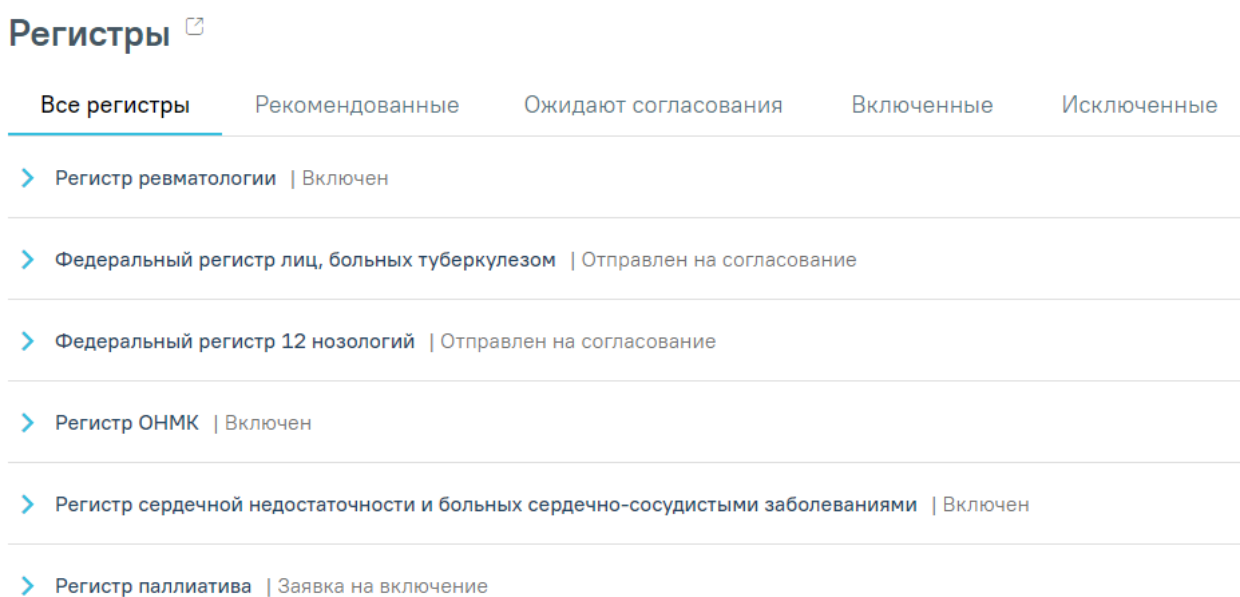 Регистры
Все регистры Рекомендованные Ожидают согласования Включенные Исключенные
Регистр ревматологии | Включен
Федеральный регистр лиц, больных туберкулезом | Отправлен на согласование
Федеральный регистр 12 нозологий | Отправлен на согласование
Регистр ОНМК | Включен
Регистр сердечной недостаточности и больных сердечно-сосудистыми заболеваниями | Включен
Регистр паллиатива | Заявка на включение